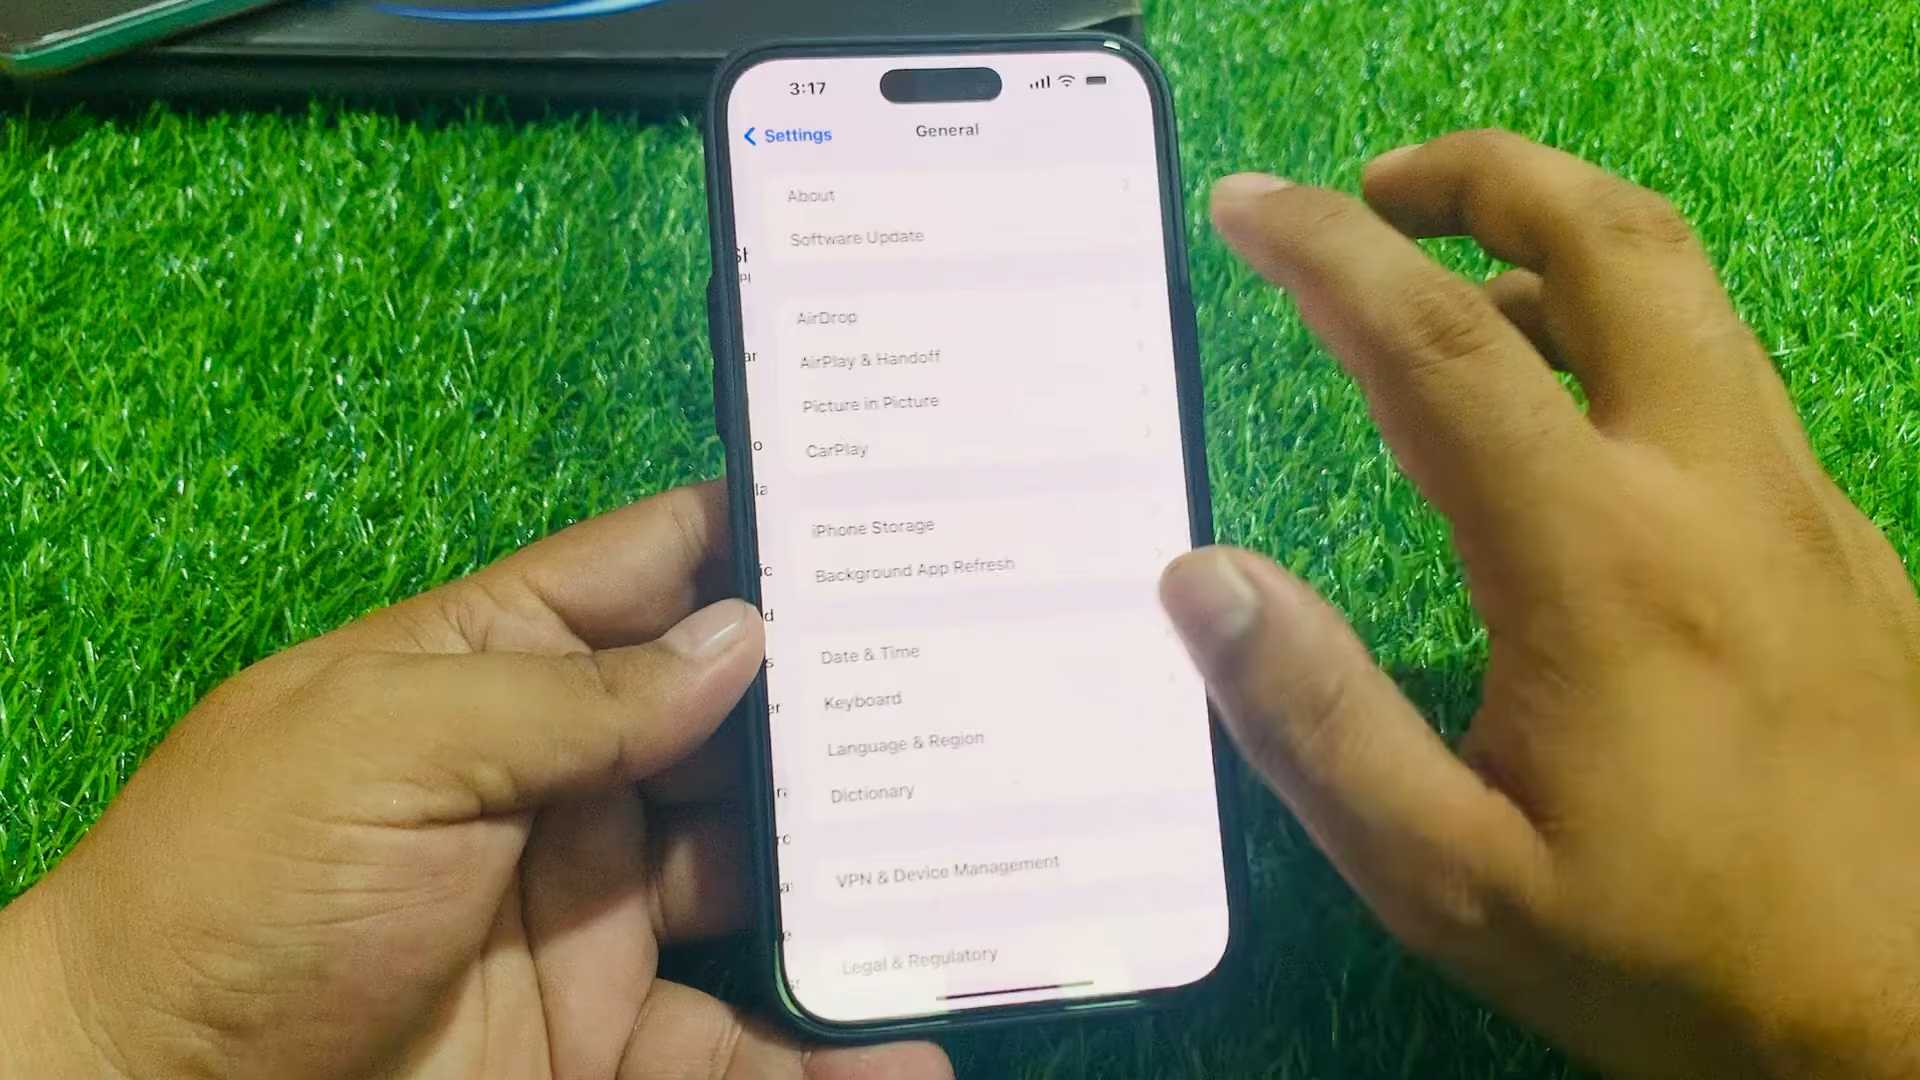 3:17
Settings
General
About
Software Update
AirDrop
AirPlay & Handoff
Picture in Picture
CarPlay
iPhone Storage
Background App Refresh
Date & Time
Keyboard
Language & Region
Dictionary
VPN & Device Management
Legal & Regulatory